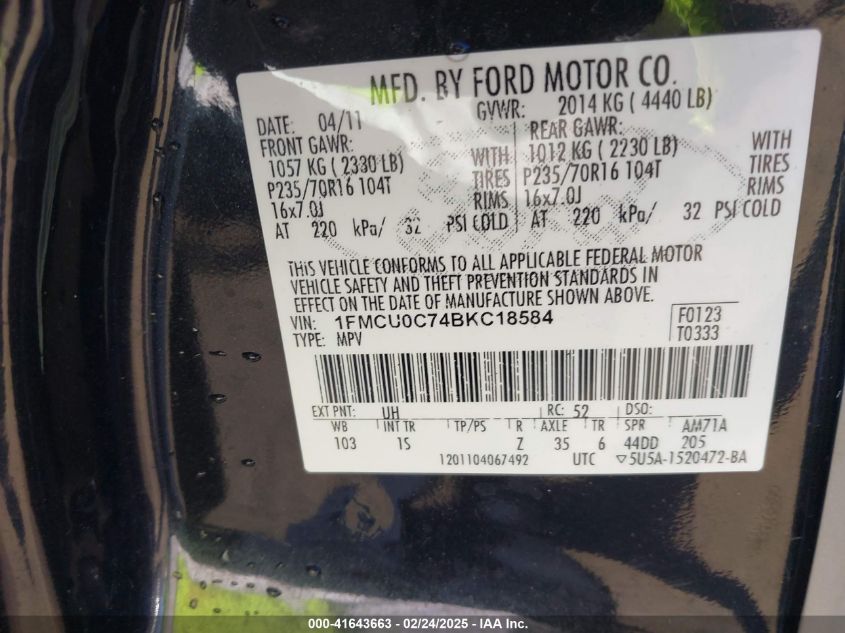 MFD. BY FORD MOTOR CO.
DATE: 04/11 GVWR: 2014 KG ( 4440 LB)
FRONT GAWR: REAR GAWR:
1057 KG ( 2330 LB) WITH 1012 KG ( 2230 LB) WITH
P235/70R16 104T TIRES P235/70R16 104T TIRES
16x7.0J RIMS 16x7.0J RIMS
AT 220 kPa/ 32 PSI COLD AT 220 kPa/ 32 PSI COLD
THIS VEHICLE CONFORMS TO ALL APPLICABLE FEDERAL MOTOR
VEHICLE SAFETY AND THEFT PREVENTION STANDARDS IN
EFFECT ON THE DATE OF MANUFACTURE SHOWN ABOVE.
VIN: 1FMCU0C74BKC18584 F0123
TYPE: MPV T0333
EXT PNT: UH RC: 52 DSO:
WB INT TR TP/PS R AXLE TR SPR AM71A
103 1S Z 35 6 44DD 205
1201104067492 UTC ▽5U5A-1520472-BA
000-41643663 - 02/24/2025 - IAA Inc.